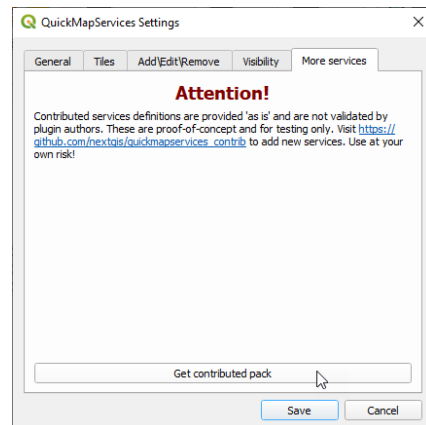 QuickMapServices Settings
General Tiles Add\Edit\Remove Visibility More services
Attention!
Contributed services definitions are provided 'as is' and are not validated by
plugin authors. These are proof-of-concept and for testing only. Visit https://
github.com/nextgis/quickmapservices_contrib to add new services. Use at your
own risk!
Get contributed pack
Save Cancel